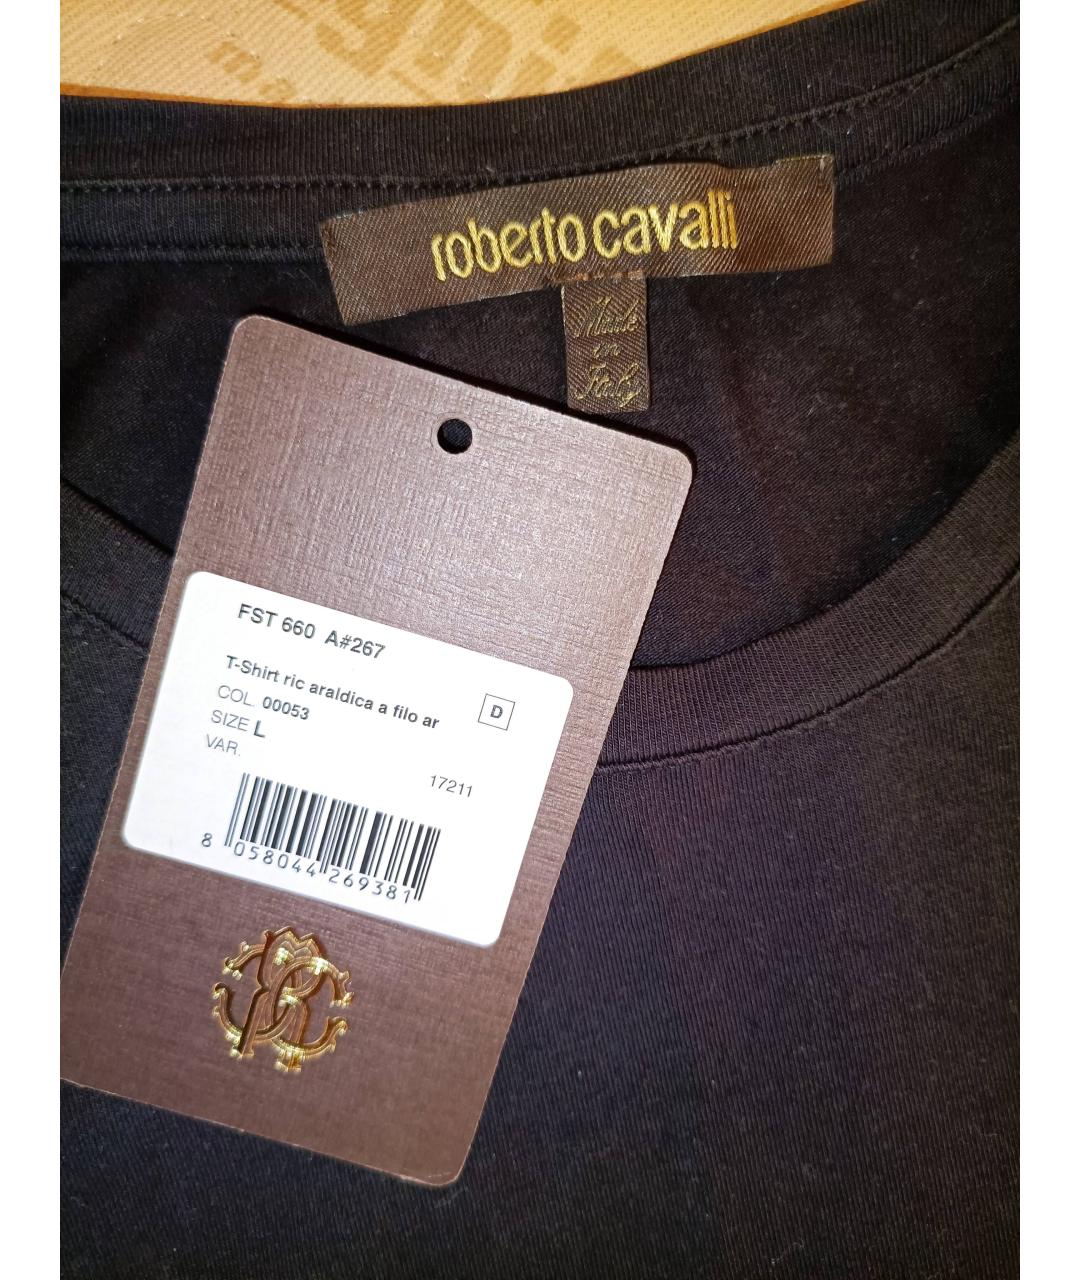 roberto cavalli
Made
in
Italy
FST 660 A#267
T-Shirt ric araldica a filo ar
D
COL. 00053
SIZE L
VAR.
17211
8 058044 269381